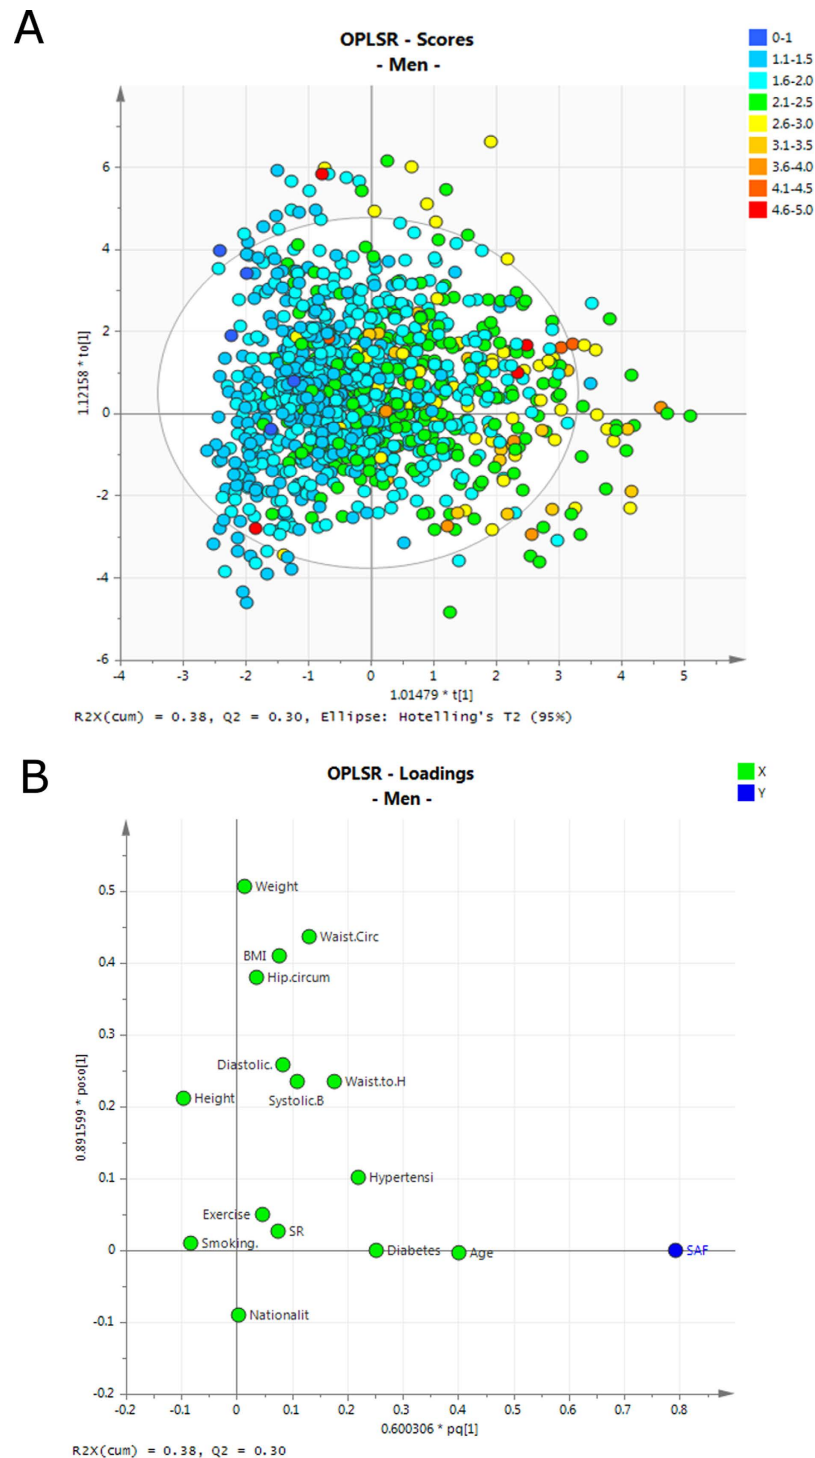 A
OPLSR - Scores
- Men -
0-1
1.1-1.5
1.6-2.0
2.1-2.5
2.6-3.0
3.1-3.5
3.6-4.0
4.1-4.5
4.6-5.0
6
4
2
0
-2
-4
-6
1.12158 * to[1]
-4 -3 -2 -1 0 1 2 3 4 5
1.01479 * t[1]
R2X(cum) = 0.38, Q2 = 0.30, Ellipse: Hotelling's T2 (95%)
B
OPLSR - Loadings
- Men -
X
Y
0.5
0.4
0.3
0.2
0.1
0
-0.1
-0.2
0.891599 * poso[1]
Weight
Waist.Circ
BMI
Hip.circum
Diastolic.
Systolic.B
Waist.to.H
Height
Hypertensi
Exercise
SR
Smoking.
Diabetes
Age
SAF
Nationalit
-0.2 -0.1 0 0.1 0.2 0.3 0.4 0.5 0.6 0.7 0.8
0.600306 * pq[1]
R2X(cum) = 0.38, Q2 = 0.30